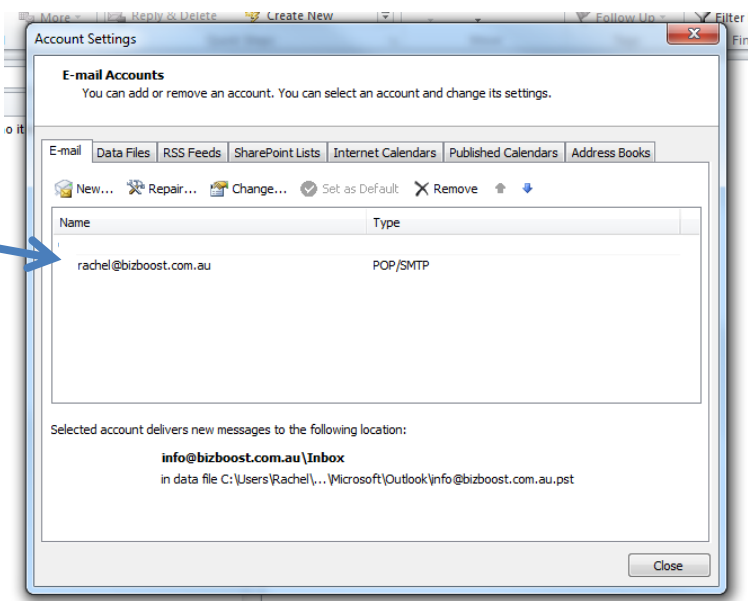 More Reply & Delete Create New Follow Up Filter
Account Settings
E-mail Accounts
You can add or remove an account. You can select an account and change its settings.
o it
E-mail Data Files RSS Feeds SharePoint Lists Internet Calendars Published Calendars Address Books
New... Repair... Change... Set as Default Remove
Name Type
rachel@bizboost.com.au POP/SMTP
Selected account delivers new messages to the following location:
info@bizboost.com.au\Inbox
in data file C:\Users\Rachel\...\Microsoft\Outlook\info@bizboost.com.au.pst
Close